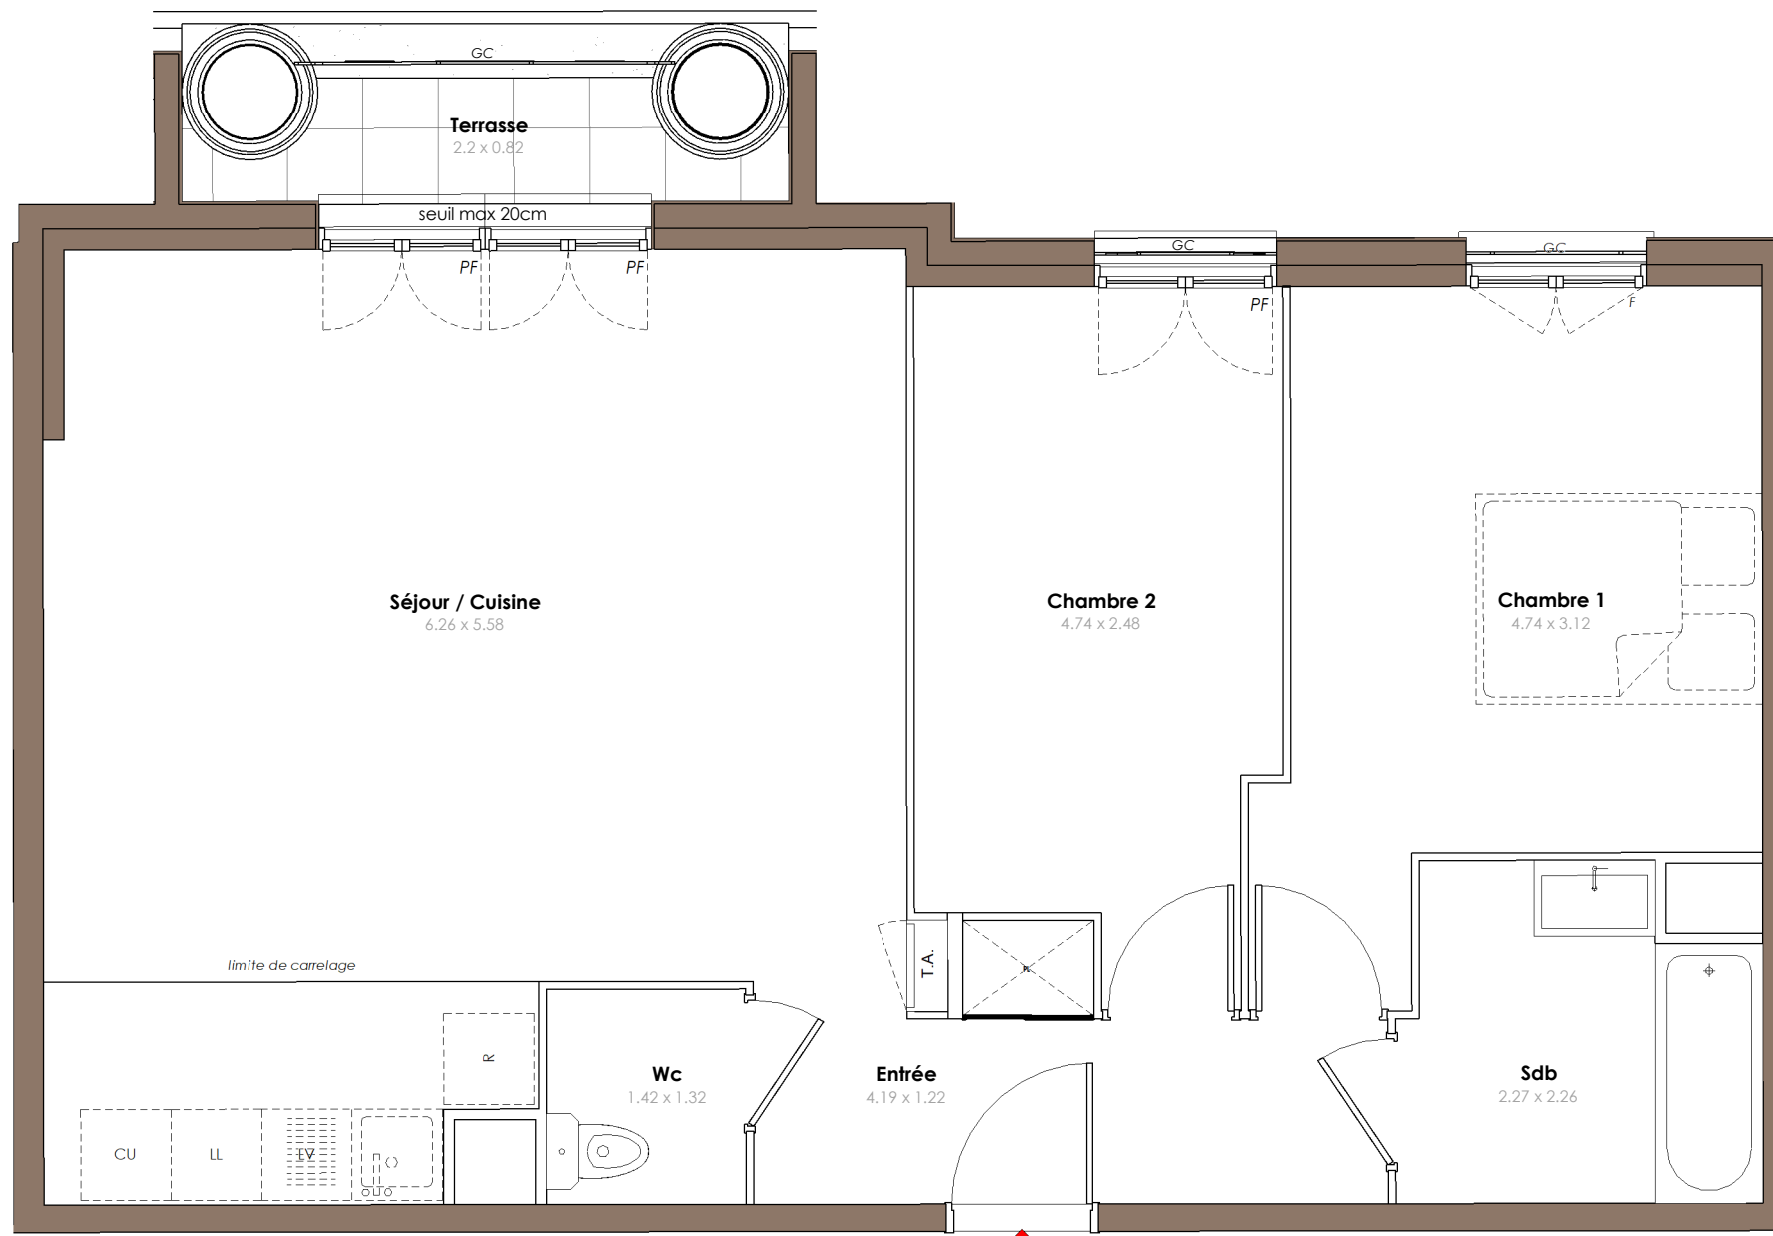 GC
Terrasse
2.2 x 0.82
seuil max 20cm
PF
PF
GC
PF
GC
F
Séjour / Cuisine
6.26 x 5.58
Chambre 2
4.74 x 2.48
Chambre 1
4.74 x 3.12
limite de carrelage
T.A.
PL
R
Wc
1.42 x 1.32
Entrée
4.19 x 1.22
Sdb
2.27 x 2.26
CU
LL
LV